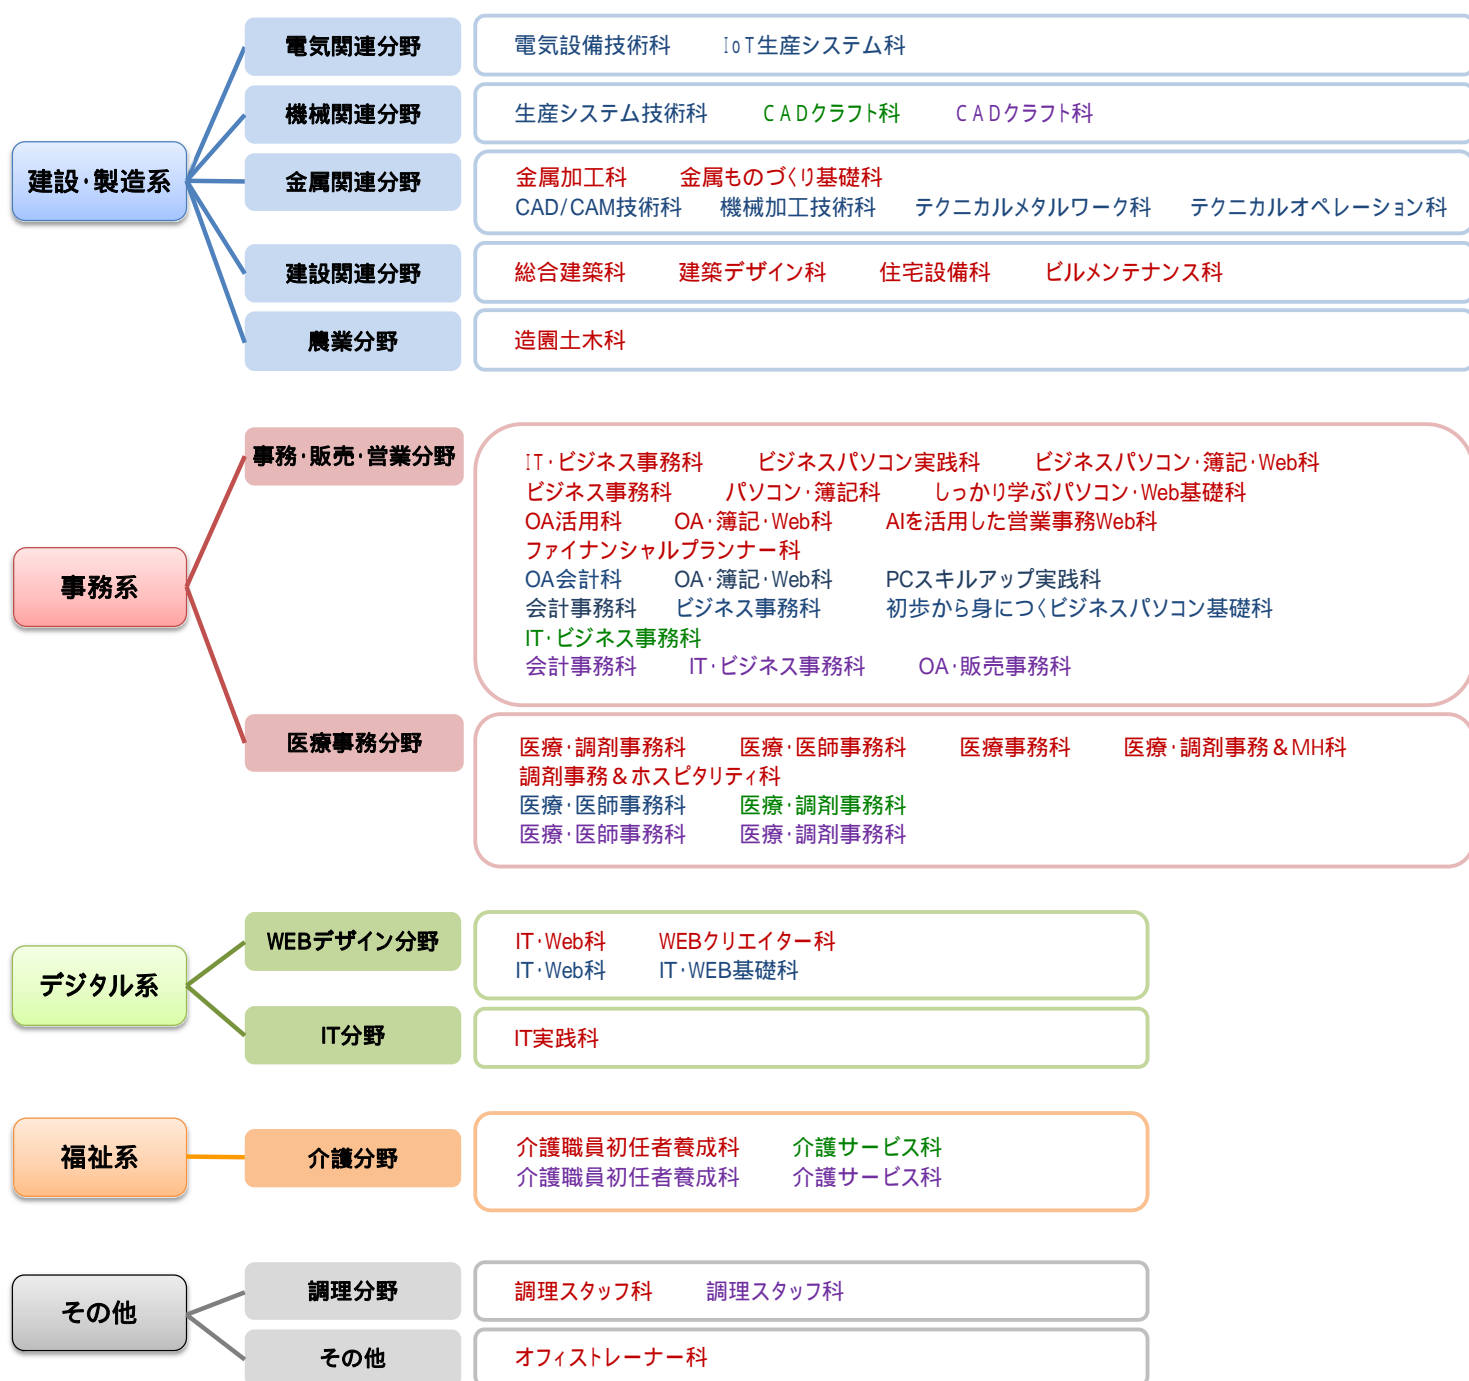 電気関連分野
電気設備技術科 IoT生産システム科
機械関連分野
生産システム技術科 CADクラフト科 CADクラフト科
建設・製造系
金属関連分野
金属加工科 金属ものづくり基礎科
CAD/CAM技術科 機械加工技術科 テクニカルメタルワーク科 テクニカルオペレーション科
建設関連分野
総合建築科 建築デザイン科 住宅設備科 ビルメンテナンス科
農業分野
造園土木科
事務・販売・営業分野
IT・ビジネス事務科 ビジネスパソコン実践科 ビジネスパソコン・簿記・Web科
ビジネス事務科 パソコン・簿記科 しっかり学ぶパソコン・Web基礎科
OA活用科 OA・簿記・Web科 AIを活用した営業事務Web科
ファイナンシャルプランナー科
OA会計科 OA・簿記・Web科 PCスキルアップ実践科
会計事務科 ビジネス事務科 初歩から身につくビジネスパソコン基礎科
IT・ビジネス事務科
会計事務科 IT・ビジネス事務科 OA・販売事務科
事務系
医療事務分野
医療・調剤事務科 医療・医師事務科 医療事務科 医療・調剤事務＆MH科
調剤事務＆ホスピタリティ科
医療・医師事務科 医療・調剤事務科
医療・医師事務科 医療・調剤事務科
デジタル系
WEBデザイン分野
IT・Web科 WEBクリエイター科
IT・Web科 IT・WEB基礎科
IT分野
IT実践科
福祉系
介護分野
介護職員初任者養成科 介護サービス科
介護職員初任者養成科 介護サービス科
その他
調理分野
調理スタッフ科 調理スタッフ科
その他
オフィストレーナー科